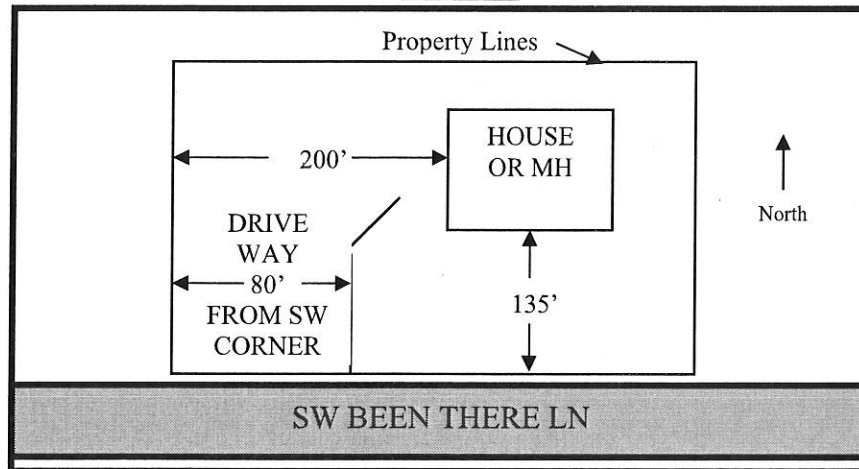 Property Lines
HOUSE
OR MH
200’
North
DRIVE
WAY
80’
FROM SW
CORNER
135’
SW BEEN THERE LN